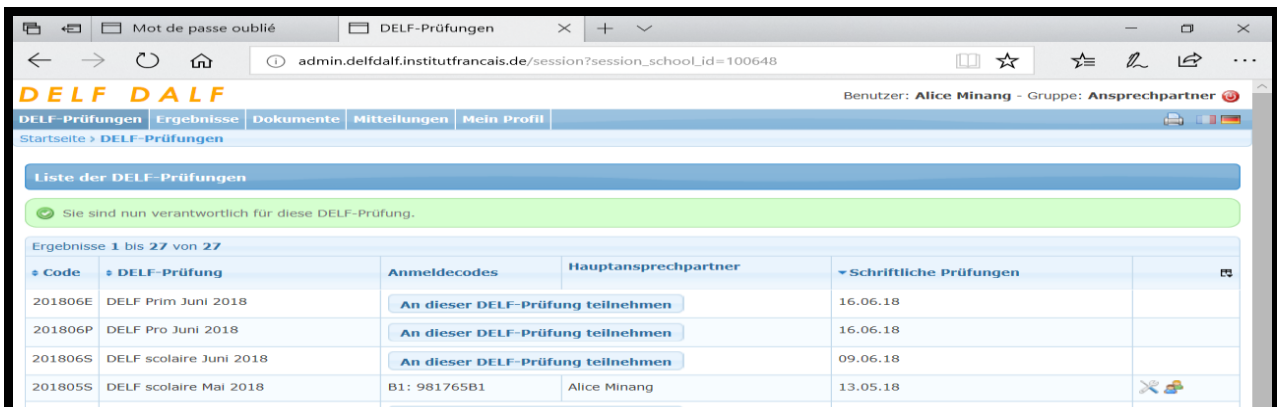 Mot de passe oublié DELF-Prüfungen
admin.delfdalf.institutfrancais.de/session?session_school_id=100648
DELF DALF Benutzer: Alice Minang - Gruppe: Ansprechpartner
DELF-Prüfungen Ergebnisse Dokumente Mitteilungen Mein Profil
Startseite › DELF-Prüfungen
Liste der DELF-Prüfungen
Sie sind nun verantwortlich für diese DELF-Prüfung.
Ergebnisse 1 bis 27 von 27
Code DELF-Prüfung Anmeldecodes Hauptansprechpartner Schriftliche Prüfungen
201806E DELF Prim Juni 2018 An dieser DELF-Prüfung teilnehmen 16.06.18
201806P DELF Pro Juni 2018 An dieser DELF-Prüfung teilnehmen 16.06.18
201806S DELF scolaire Juni 2018 An dieser DELF-Prüfung teilnehmen 09.06.18
201805S DELF scolaire Mai 2018 B1: 981765B1 Alice Minang 13.05.18